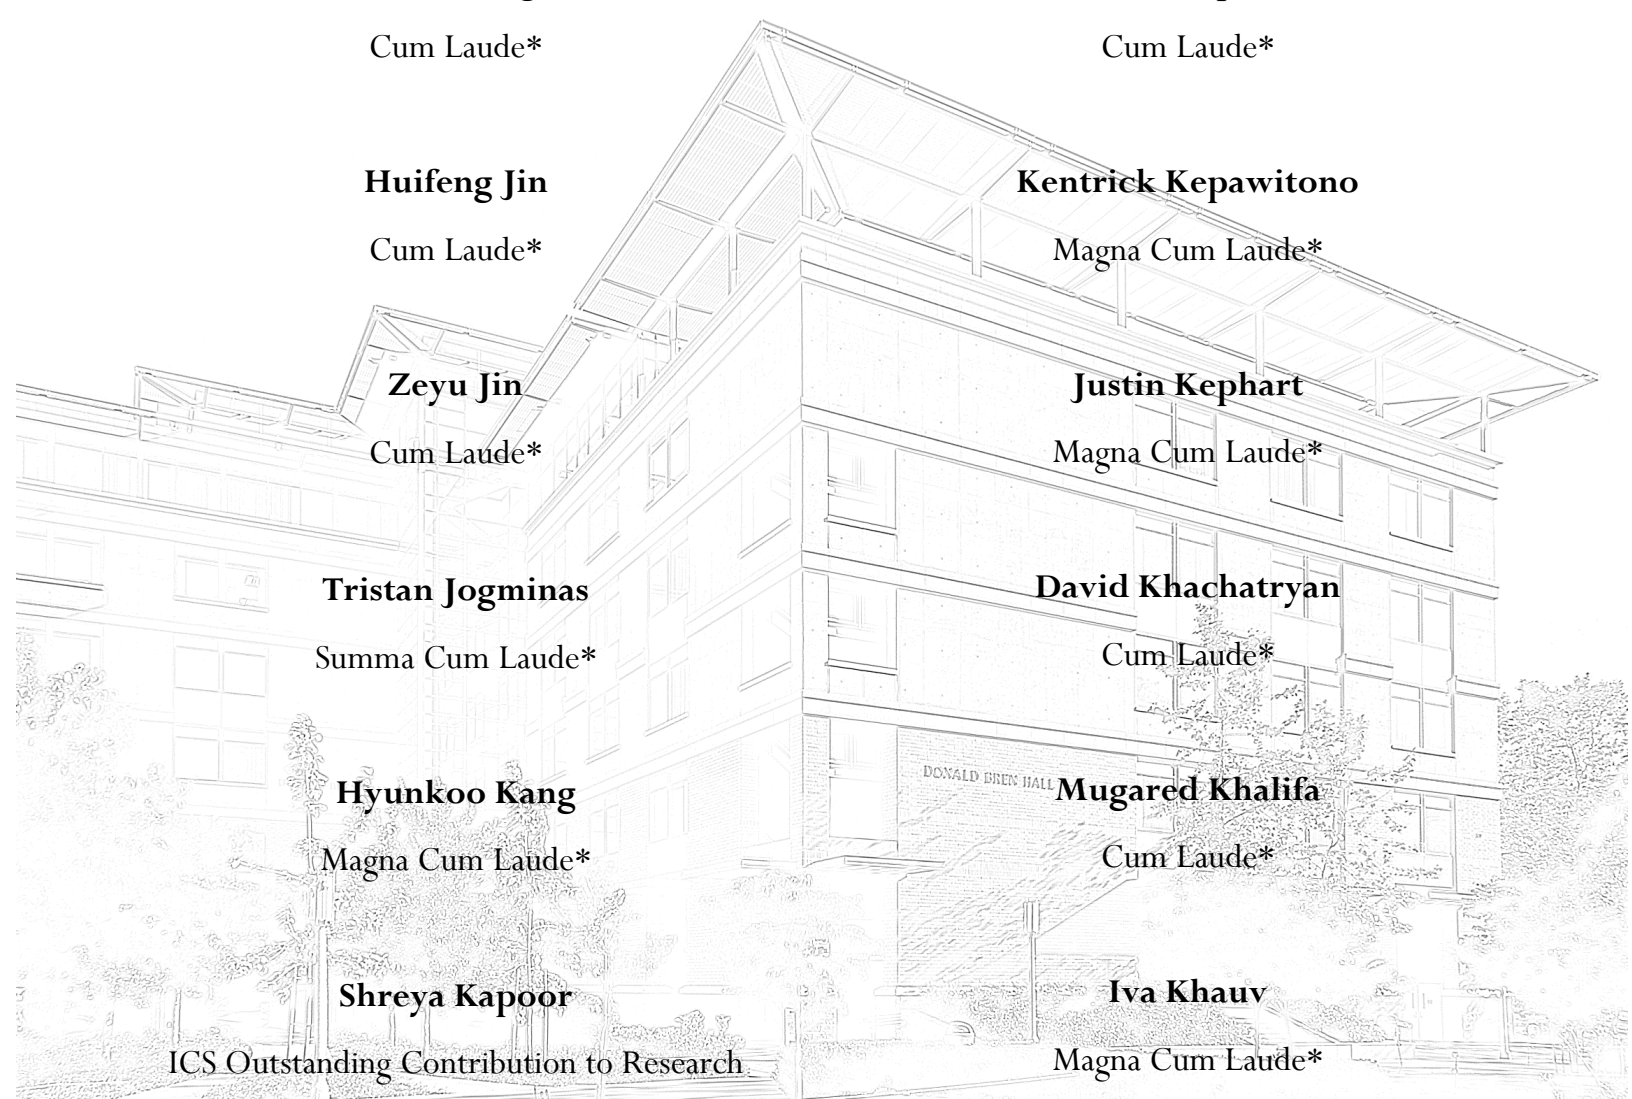 Cum Laude*
Huifeng Jin
Cum Laude*
Zeyu Jin
Cum Laude*
Tristan Jogminas
Summa Cum Laude*
Hyunkoo Kang
Magna Cum Laude*
Shreya Kapoor
ICS Outstanding Contribution to Research
Cum Laude*
Kentrick Kepawitono
Magna Cum Laude*
Justin Kephart
Magna Cum Laude*
David Khachatryan
Cum Laude*
DONALD BREN HALL
Mugared Khalifa
Cum Laude*
Iva Khauv
Magna Cum Laude*